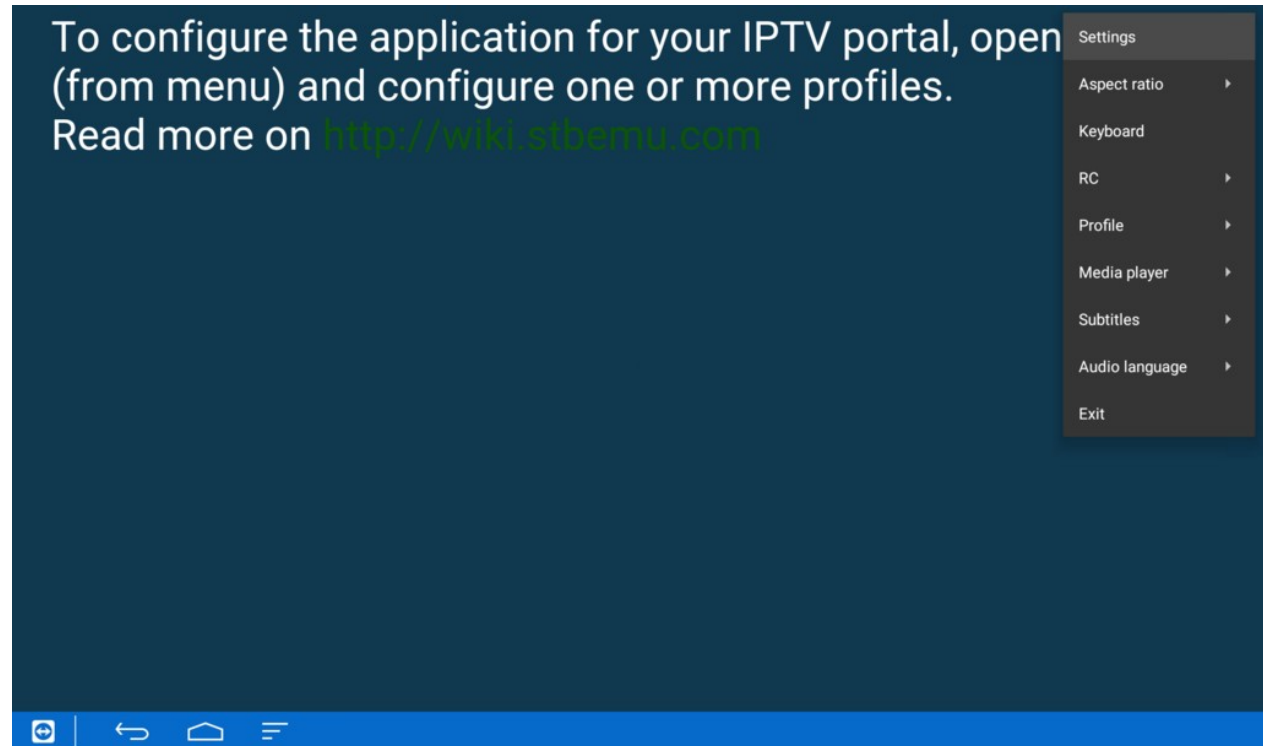 To configure the application for your IPTV portal, open
(from menu) and configure one or more profiles.
Read more on http://wiki.stbemu.com
Settings
Aspect ratio
Keyboard
RC
Profile
Media player
Subtitles
Audio language
Exit